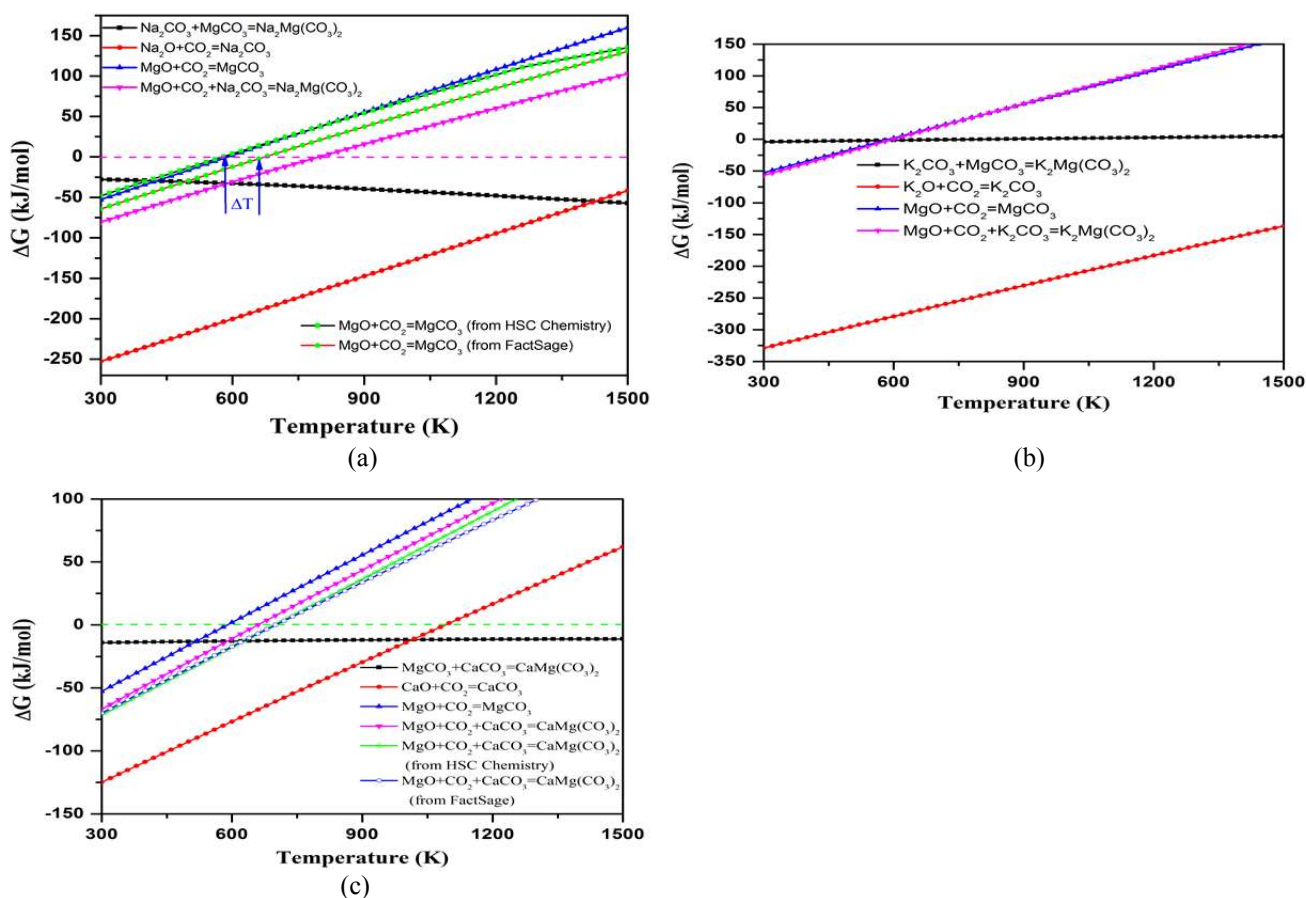 150
100
50
0
-50
-100
-150
-200
-250
ΔG (kJ/mol)
Na₂CO₃+MgCO₃=Na₂Mg(CO₃)₂
Na₂O+CO₂=Na₂CO₃
MgO+CO₂=MgCO₃
MgO+CO₂+Na₂CO₃=Na₂Mg(CO₃)₂
ΔT
MgO+CO₂=MgCO₃ (from HSC Chemistry)
MgO+CO₂=MgCO₃ (from FactSage)
300 600 900 1200 1500
Temperature (K)
(a)
150
100
50
0
-50
-100
-150
-200
-250
-300
-350
ΔG (kJ/mol)
K₂CO₃+MgCO₃=K₂Mg(CO₃)₂
K₂O+CO₂=K₂CO₃
MgO+CO₂=MgCO₃
MgO+CO₂+K₂CO₃=K₂Mg(CO₃)₂
300 600 900 1200 1500
Temperature (K)
(b)
100
50
0
-50
-100
-150
ΔG (kJ/mol)
MgCO₃+CaCO₃=CaMg(CO₃)₂
CaO+CO₂=CaCO₃
MgO+CO₂=MgCO₃
MgO+CO₂+CaCO₃=CaMg(CO₃)₂
MgO+CO₂+CaCO₃=CaMg(CO₃)₂
(from HSC Chemistry)
MgO+CO₂+CaCO₃=CaMg(CO₃)₂
(from FactSage)
300 600 900 1200 1500
Temperature (K)
(c)